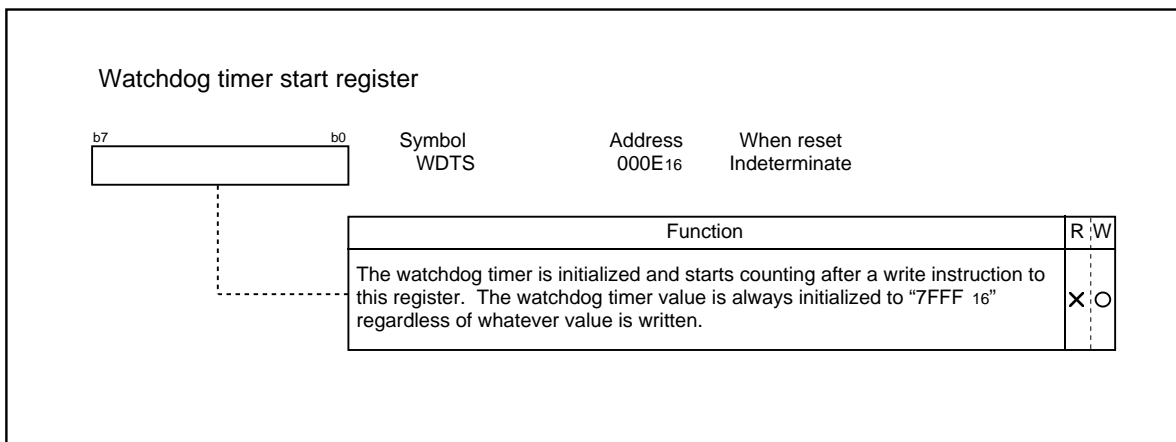 Watchdog timer start register
b7 b0 Symbol Address When reset
WDTS 000E16 Indeterminate
Function R W
The watchdog timer is initialized and starts counting after a write instruction to
this register. The watchdog timer value is always initialized to “7FFF 16”
regardless of whatever value is written.